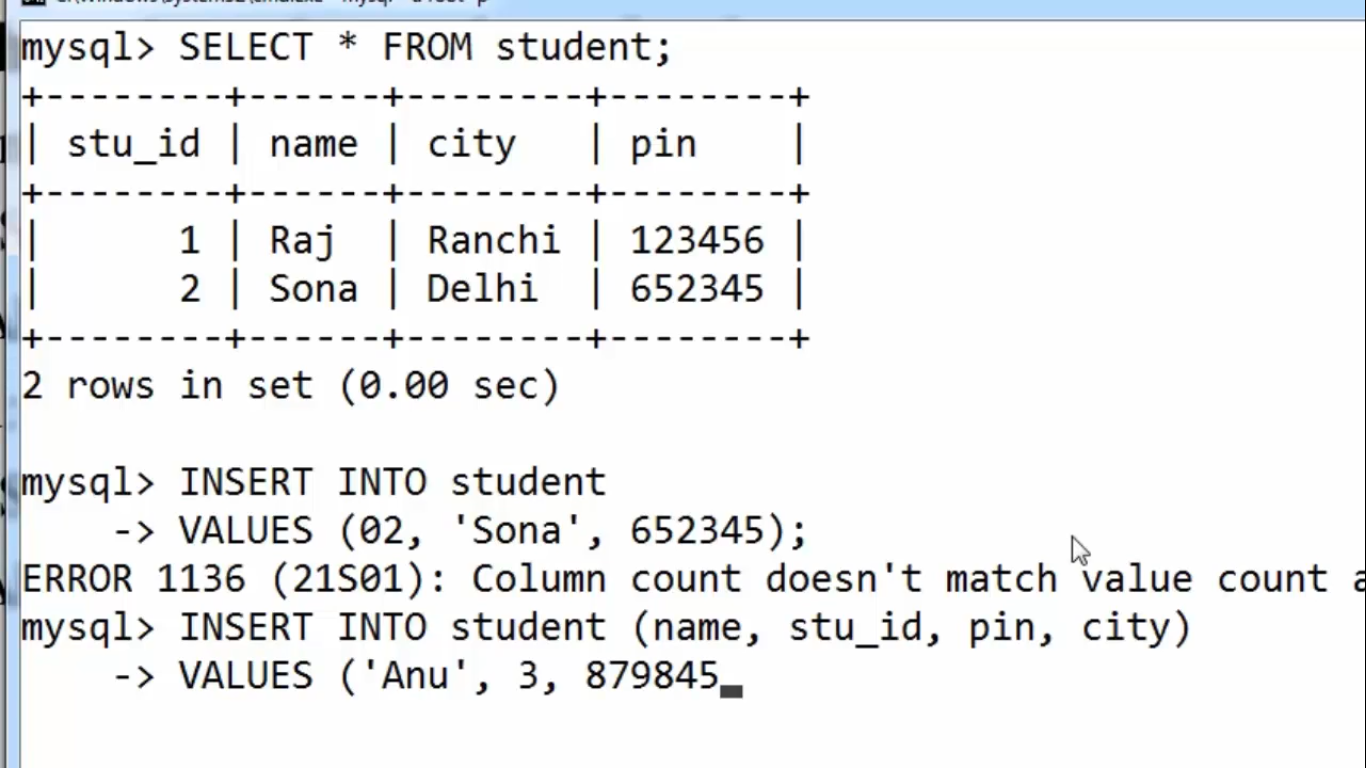 mysql> SELECT * FROM student;
+--------+------+--------+--------+
| stu_id | name | city   | pin    |
+--------+------+--------+--------+
|      1 | Raj  | Ranchi | 123456 |
|      2 | Sona | Delhi  | 652345 |
+--------+------+--------+--------+
2 rows in set (0.00 sec)
mysql> INSERT INTO student
    -> VALUES (02, 'Sona', 652345);
ERROR 1136 (21S01): Column count doesn't match value count a
mysql> INSERT INTO student (name, stu_id, pin, city)
    -> VALUES ('Anu', 3, 879845